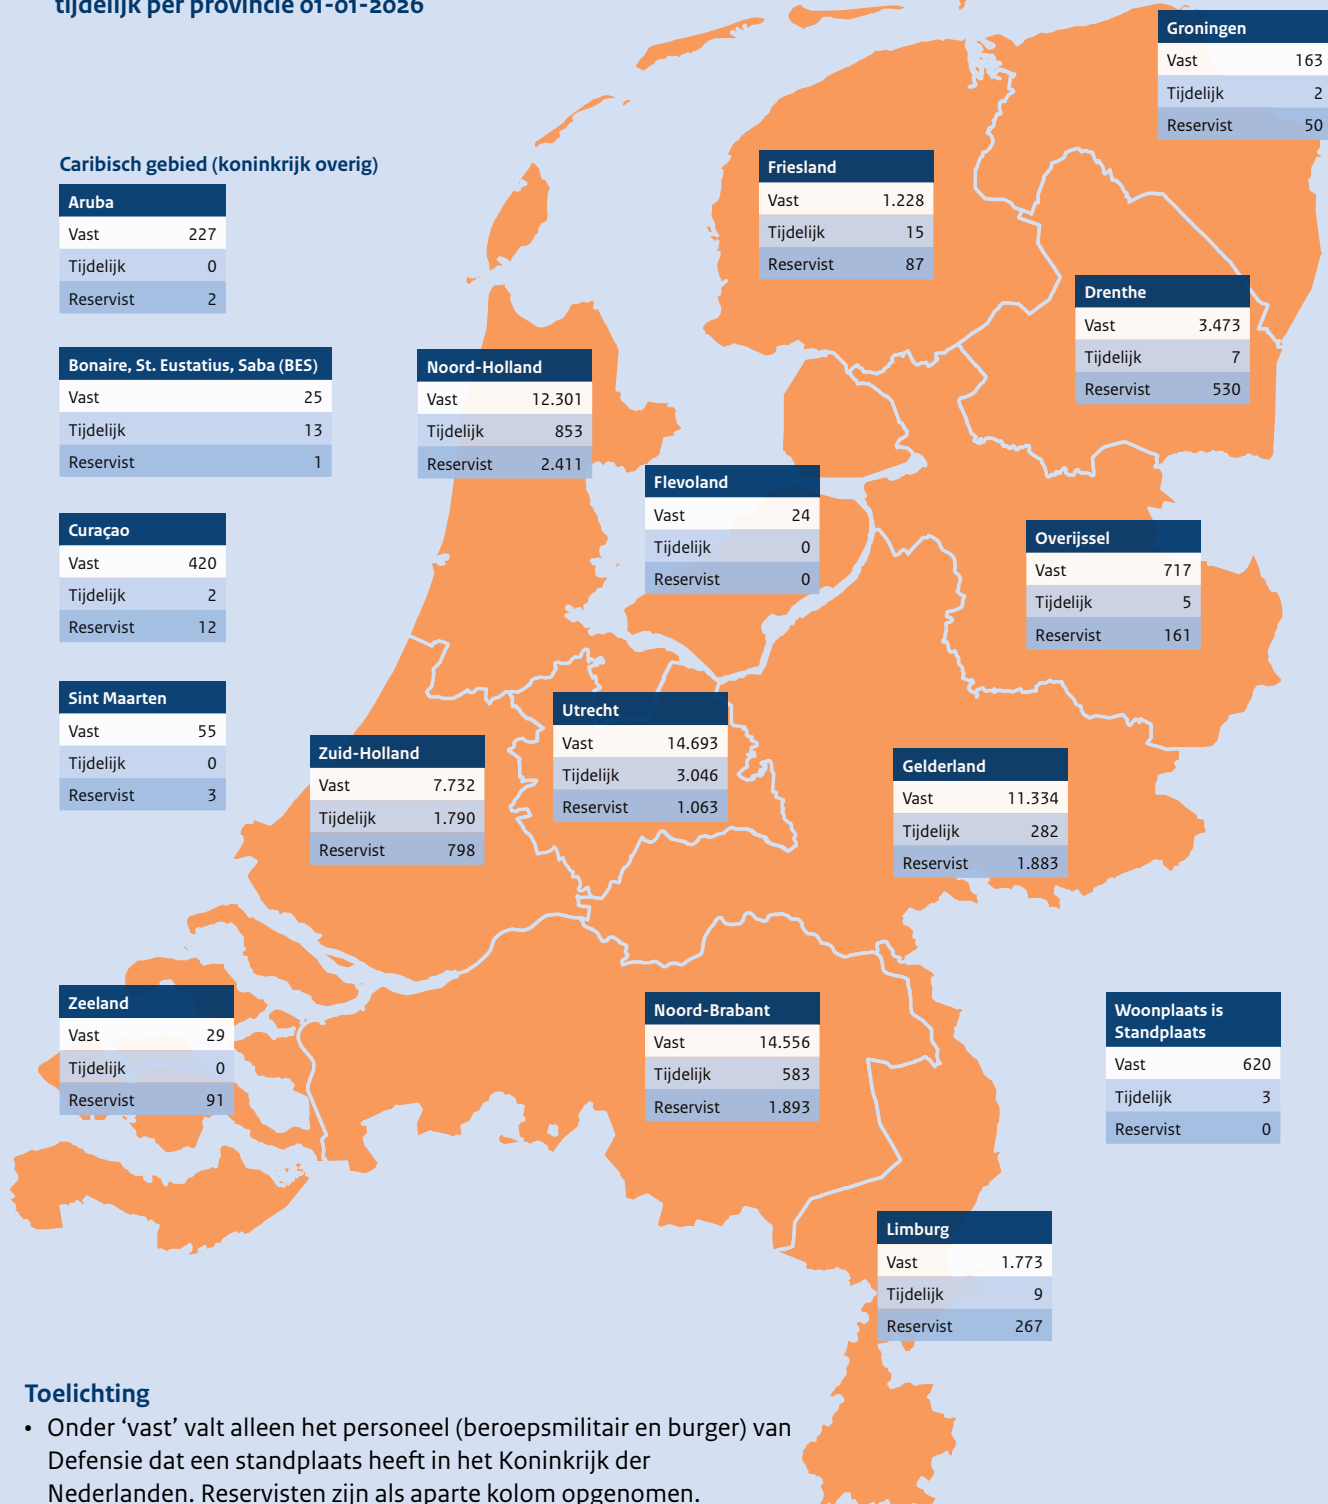 tijdelijk per provincie 01-01-2026
Groningen
Vast 163
Tijdelijk 2
Reservist 50
Caribisch gebied (koninkrijk overig)
Aruba
Vast 227
Tijdelijk 0
Reservist 2
Friesland
Vast 1.228
Tijdelijk 15
Reservist 87
Drenthe
Vast 3.473
Tijdelijk 7
Reservist 530
Bonaire, St. Eustatius, Saba (BES)
Vast 25
Tijdelijk 13
Reservist 1
Noord-Holland
Vast 12.301
Tijdelijk 853
Reservist 2.411
Flevoland
Vast 24
Tijdelijk 0
Reservist 0
Curaçao
Vast 420
Tijdelijk 2
Reservist 12
Overijssel
Vast 717
Tijdelijk 5
Reservist 161
Sint Maarten
Vast 55
Tijdelijk 0
Reservist 3
Utrecht
Vast 14.693
Tijdelijk 3.046
Reservist 1.063
Zuid-Holland
Vast 7.732
Tijdelijk 1.790
Reservist 798
Gelderland
Vast 11.334
Tijdelijk 282
Reservist 1.883
Zeeland
Vast 29
Tijdelijk 0
Reservist 91
Noord-Brabant
Vast 14.556
Tijdelijk 583
Reservist 1.893
Woonplaats is
Standplaats
Vast 620
Tijdelijk 3
Reservist 0
Limburg
Vast 1.773
Tijdelijk 9
Reservist 267
Toelichting
• Onder ‘vast’ valt alleen het personeel (beroepsmilitair en burger) van
Defensie dat een standplaats heeft in het Koninkrijk der
Nederlanden. Reservisten zijn als aparte kolom opgenomen.